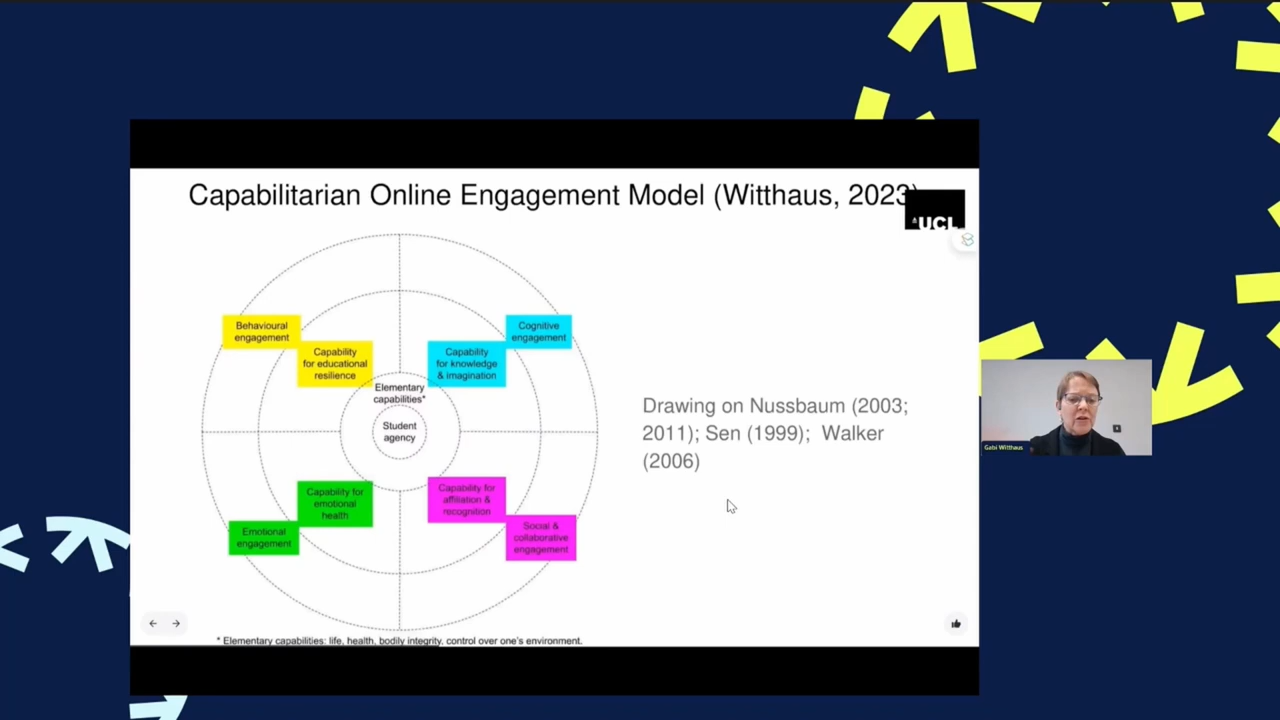 Capabilitarian Online Engagement Model (Witthaus, 2023)
UCL
Behavioural
engagement
Capability
for educational
resilience
Cognitive
engagement
Capability
for knowledge
& imagination
Elementary
capabilities*
Student
agency
Drawing on Nussbaum (2003;
2011); Sen (1999);  Walker
(2006)
Capability for
emotional
health
Emotional
engagement
Capability for
affiliation &
recognition
Social &
collaborative
engagement
* Elementary capabilities: life, health, bodily integrity, control over one's environment.
Gabi Witthaus